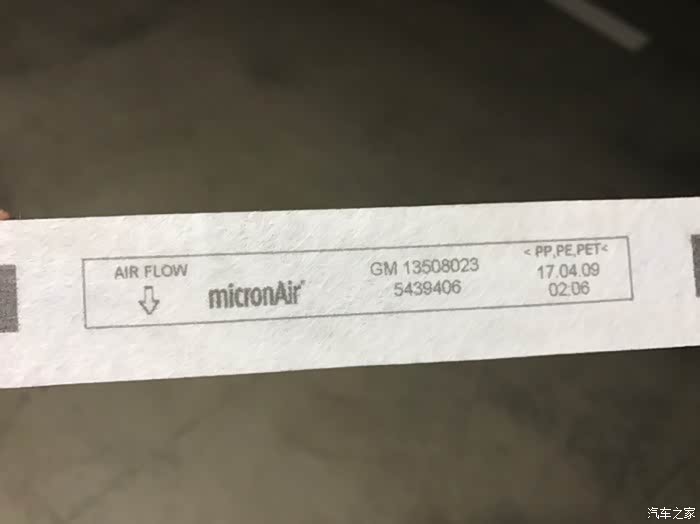 AIR FLOW
micronAir
GM 13508023
5439406
< PP,PE,PET<
17.04.09
02:06
汽车之家